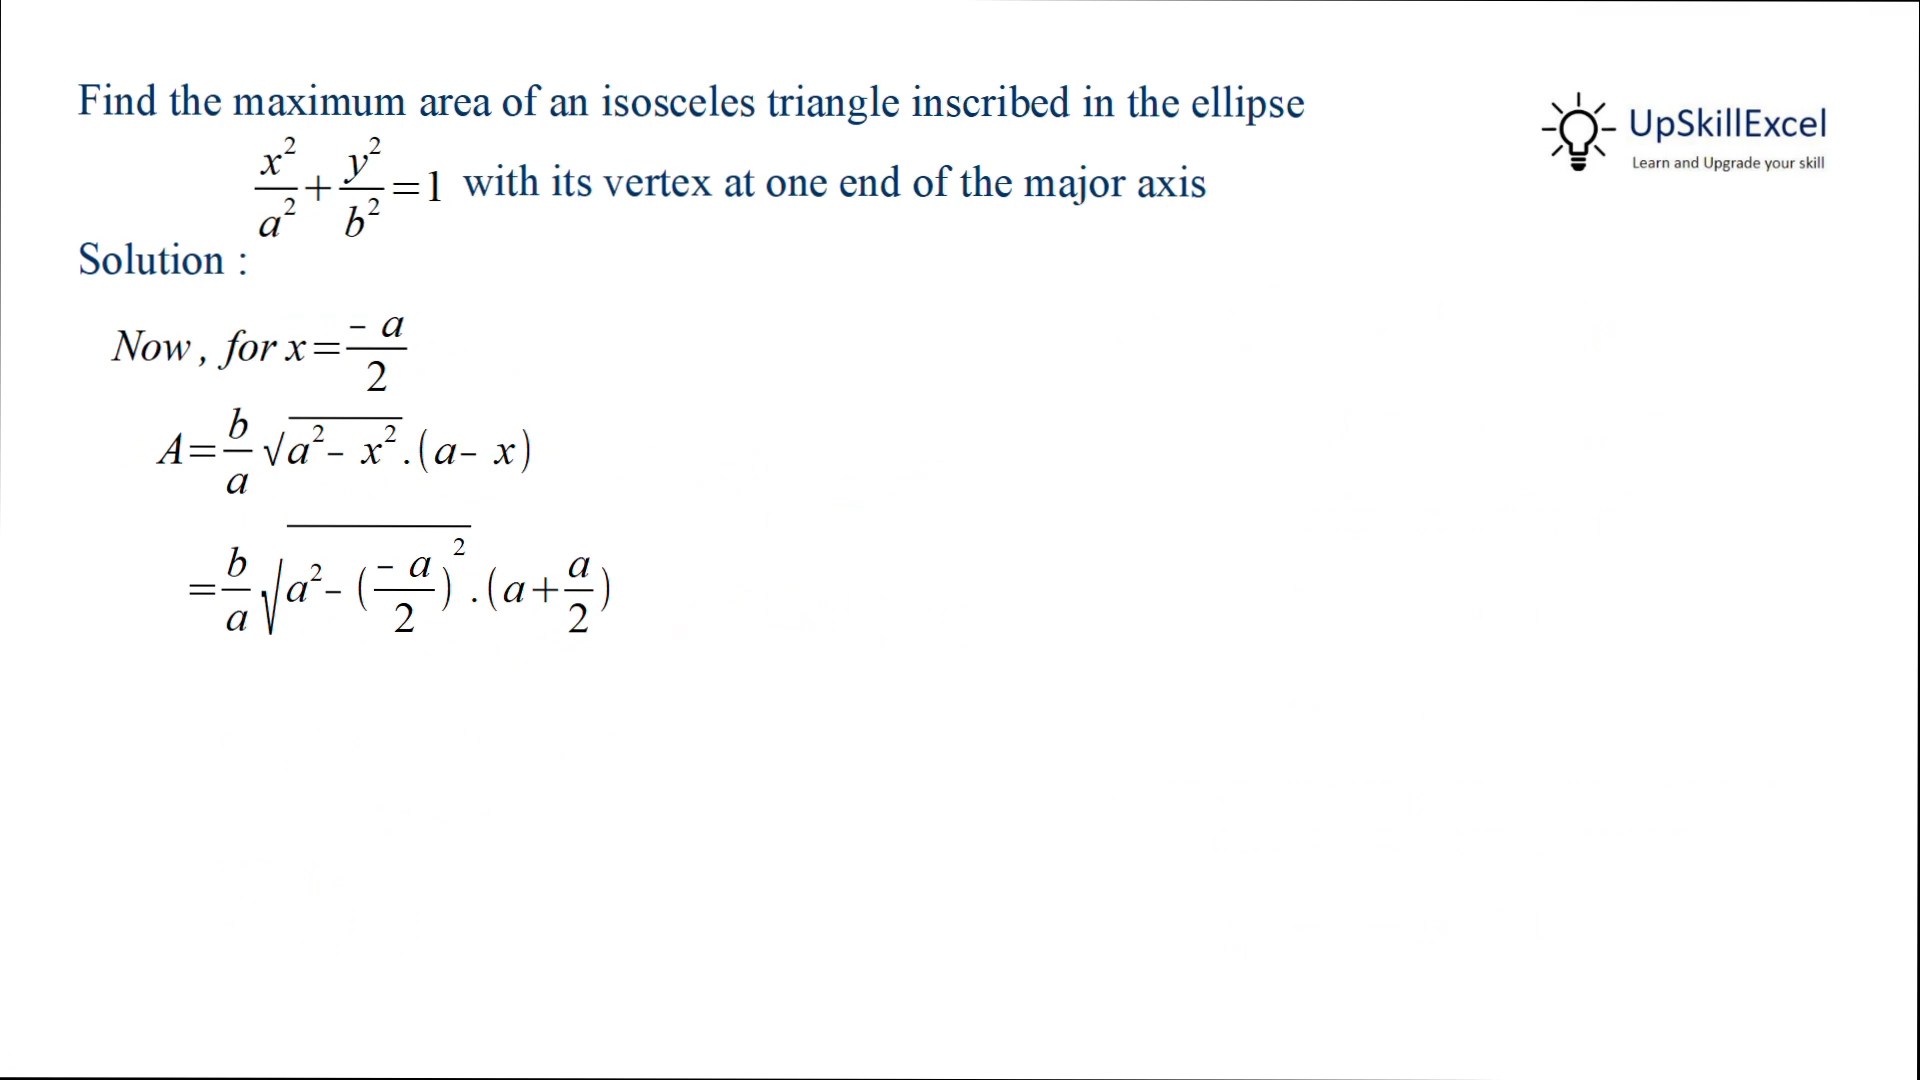 Find the maximum area of an isosceles triangle inscribed in the ellipse
x²/a² + y²/b² = 1 with its vertex at one end of the major axis
UpSkillExcel
Learn and Upgrade your skill
Solution :
Now , for x = – a/2
A = b/a √(a² – x²) . (a – x)
= b/a √(a² – (– a/2)²) . (a + a/2)